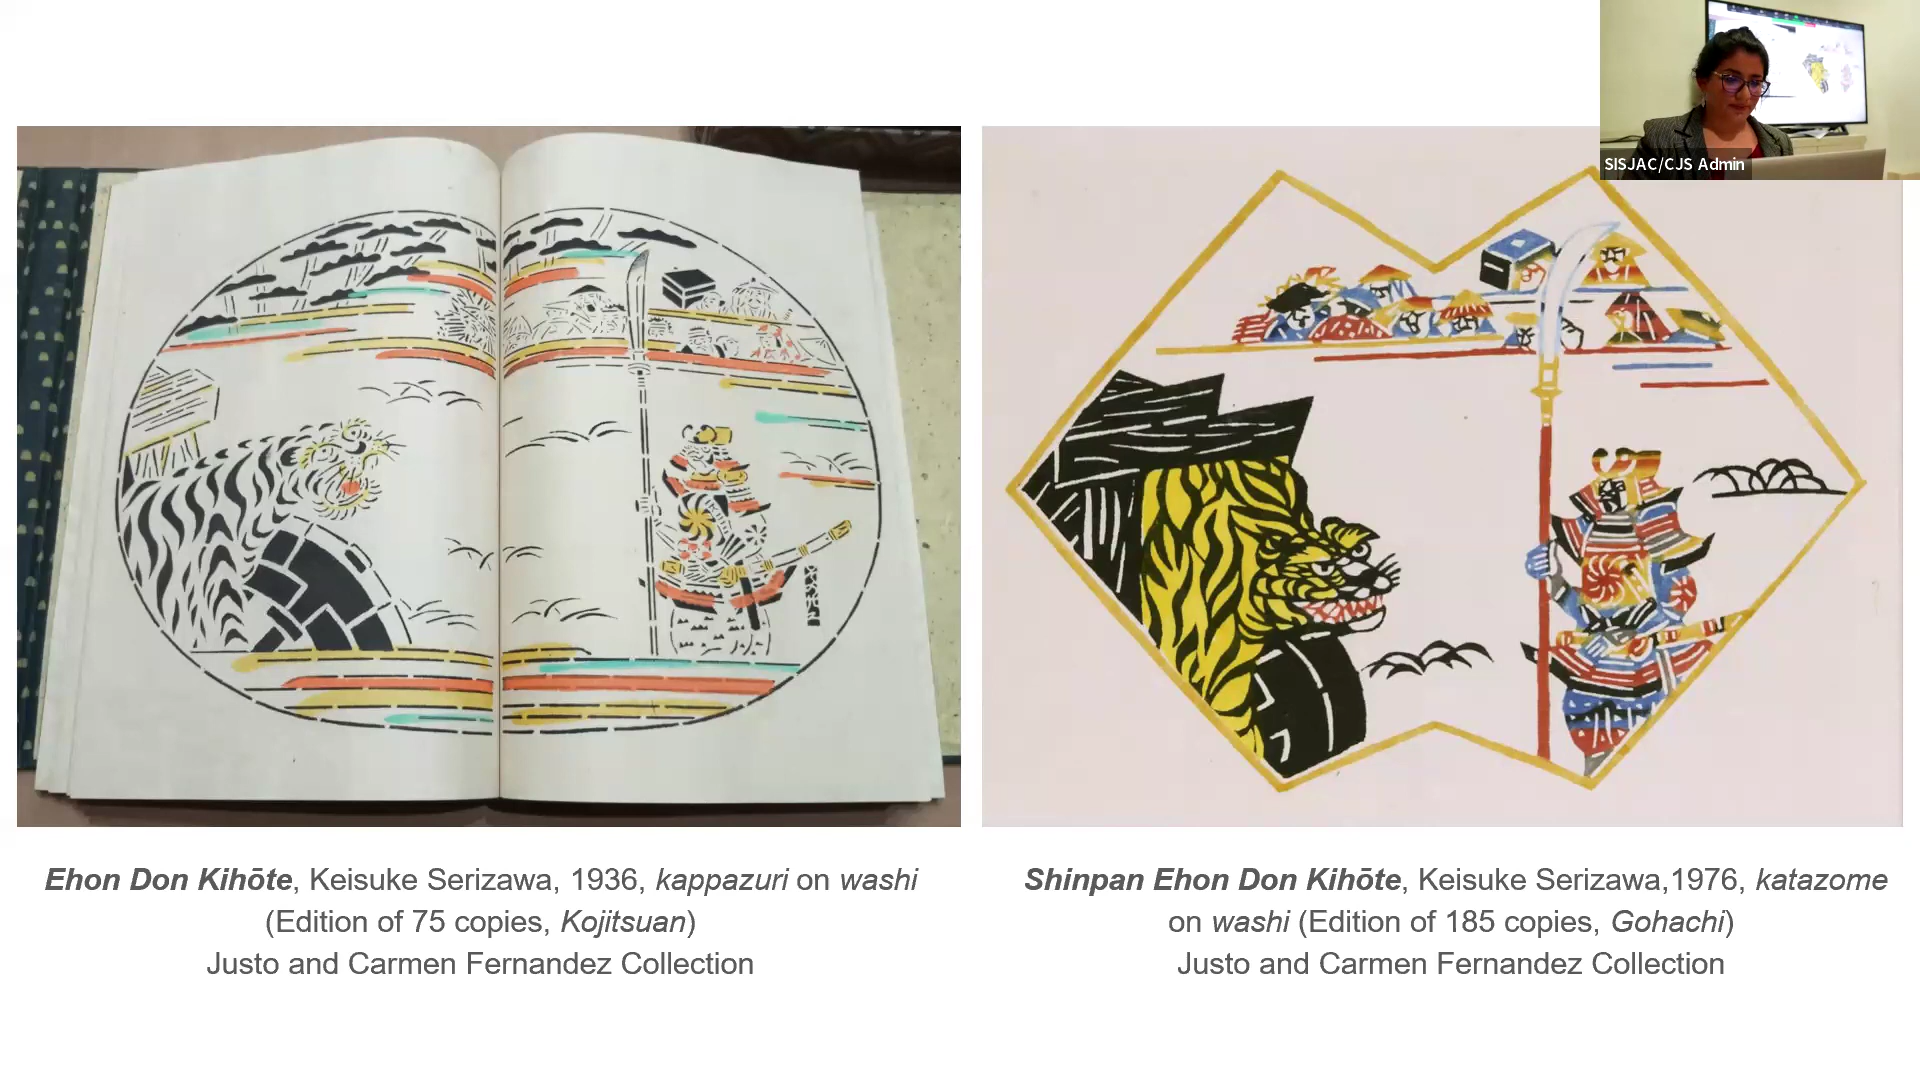 SISJAC/CJS Admin
Ehon Don Kihōte, Keisuke Serizawa, 1936, kappazuri on washi
(Edition of 75 copies, Kojitsuan)
Justo and Carmen Fernandez Collection
Shinpan Ehon Don Kihōte, Keisuke Serizawa,1976, katazome
on washi (Edition of 185 copies, Gohachi)
Justo and Carmen Fernandez Collection